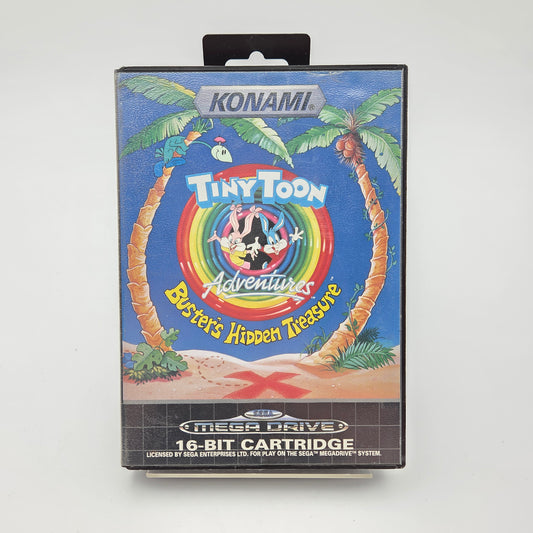 KONAMI®
TINY TOON
Adventures™
Buster's Hidden Treasure
SEGA
MEGA DRIVE
16-BIT CARTRIDGE
LICENSED BY SEGA ENTERPRISES LTD. FOR PLAY ON THE SEGA™ MEGADRIVE™ SYSTEM.